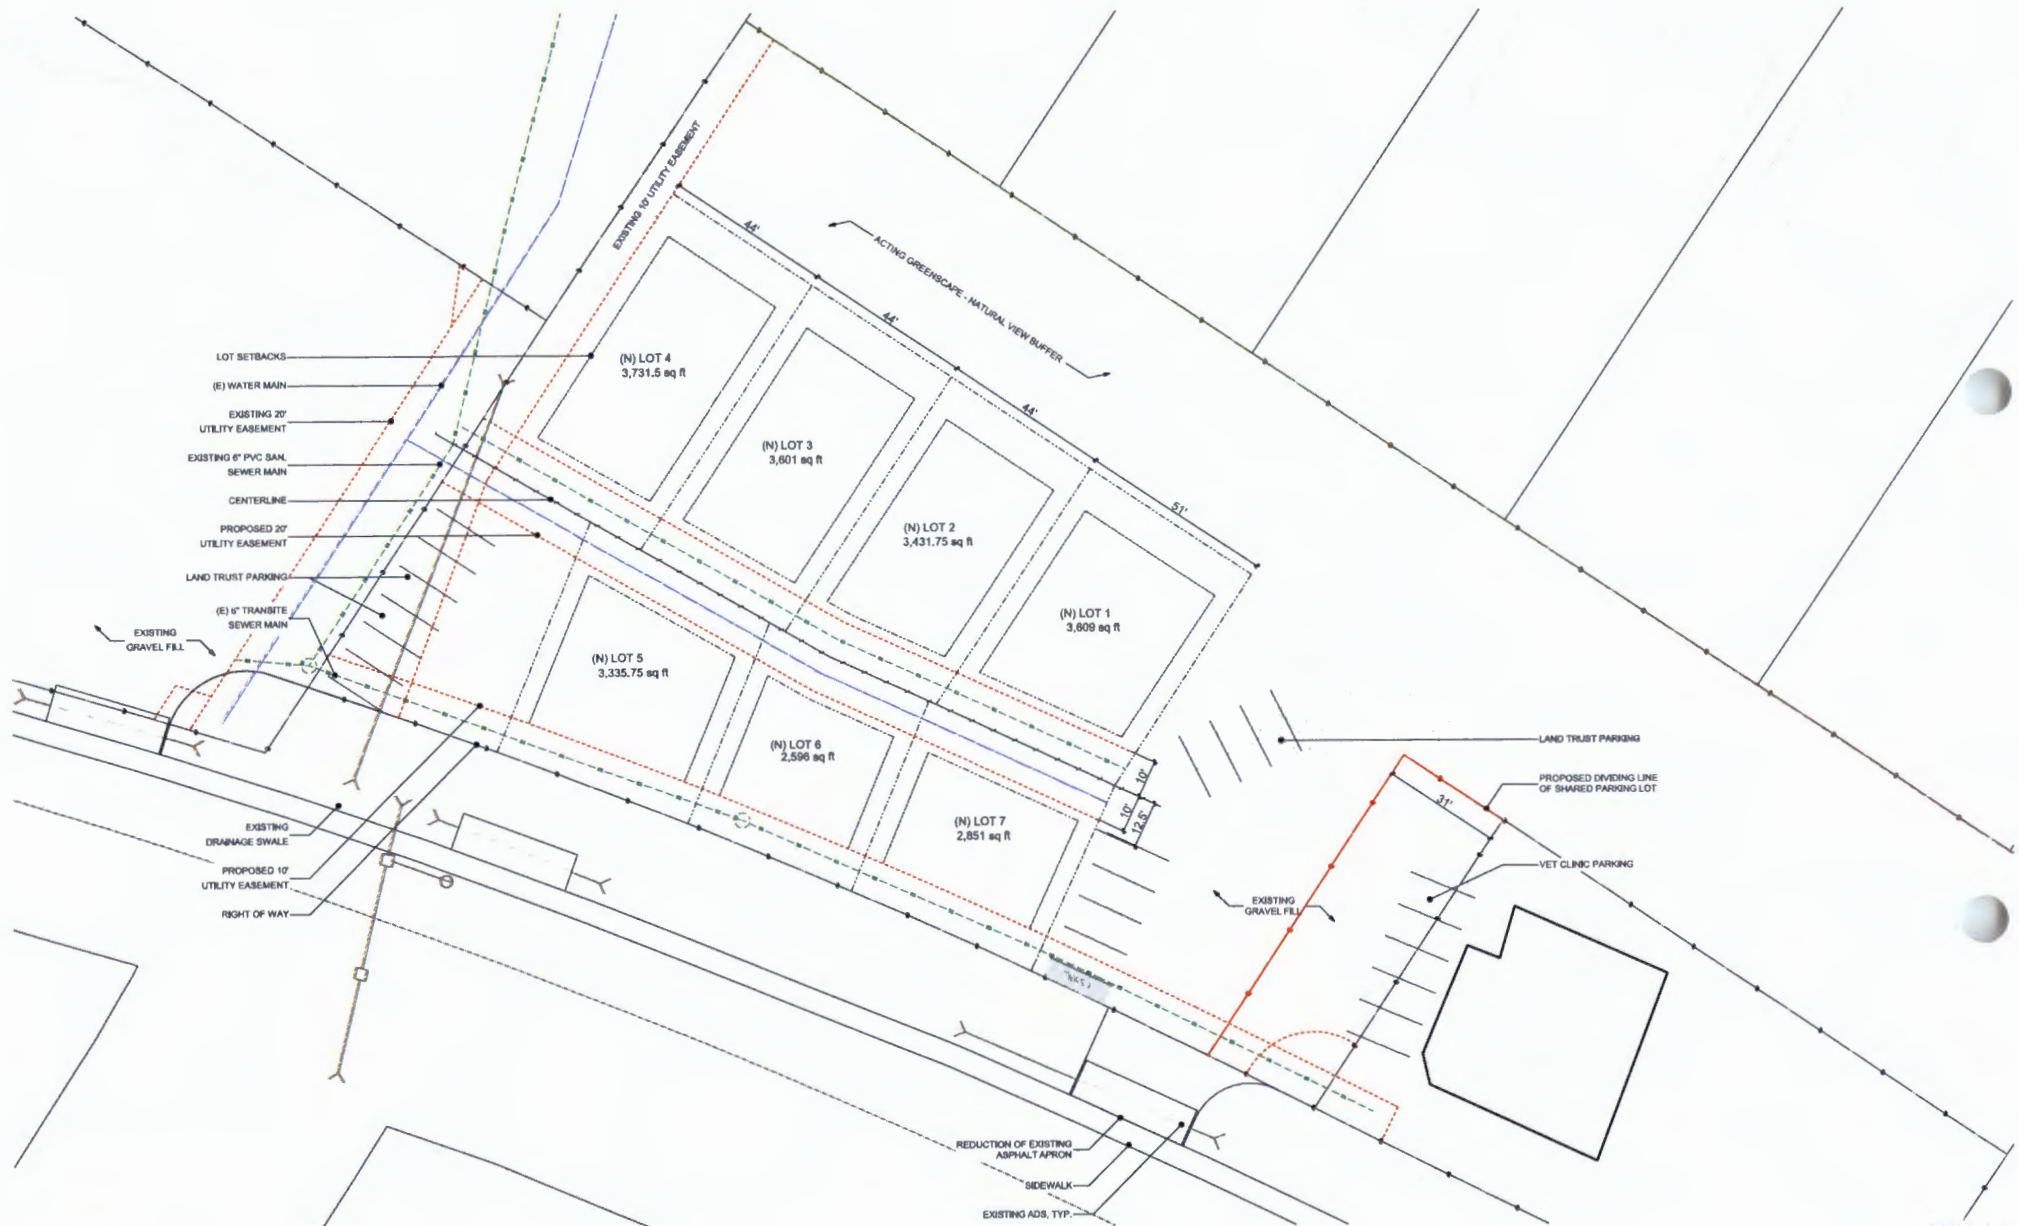 EXISTING 10' UTILITY EASEMENT
44'
ACTING GREENSCAPE - NATURAL VIEW BUFFER
44'
44'
51'
LOT SETBACKS
(E) WATER MAIN
EXISTING 20'
UTILITY EASEMENT
EXISTING 6" PVC SAN.
SEWER MAIN
CENTERLINE
PROPOSED 20'
UTILITY EASEMENT
LAND TRUST PARKING
(E) 6" TRANSITE
SEWER MAIN
EXISTING
GRAVEL FILL
(N) LOT 4
3,731.5 sq ft
(N) LOT 3
3,601 sq ft
(N) LOT 2
3,431.75 sq ft
(N) LOT 1
3,609 sq ft
(N) LOT 5
3,335.75 sq ft
(N) LOT 6
2,596 sq ft
(N) LOT 7
2,851 sq ft
10'
10'
12.5'
LAND TRUST PARKING
PROPOSED DIVIDING LINE
OF SHARED PARKING LOT
31'
VET CLINIC PARKING
EXISTING
GRAVEL FILL
EXISTING
DRAINAGE SWALE
PROPOSED 10'
UTILITY EASEMENT
RIGHT OF WAY
REDUCTION OF EXISTING
ASPHALT APRON
SIDEWALK
EXISTING ADS, TYP.